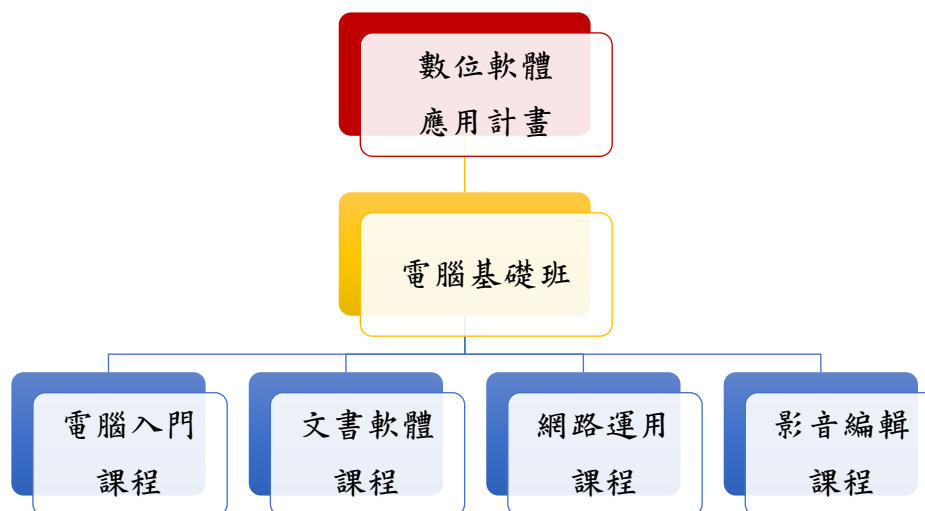 數位軟體
應用計畫
電腦基礎班
電腦入門
課程
文書軟體
課程
網路運用
課程
影音編輯
課程